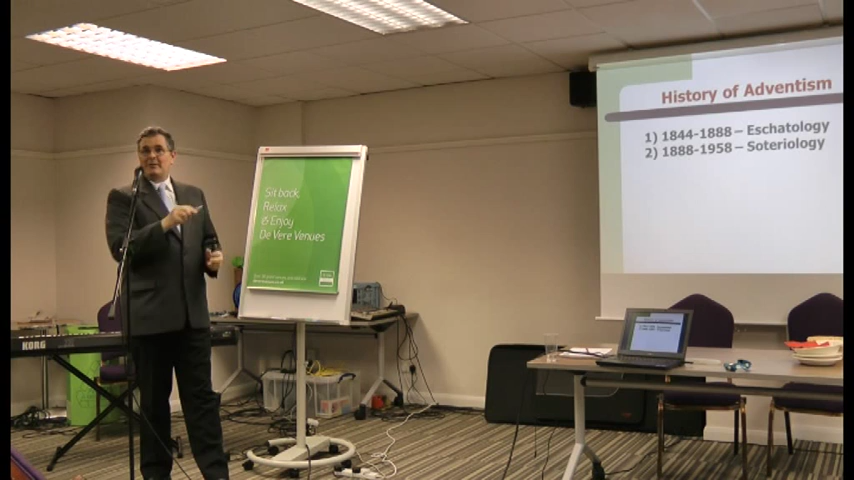 History of Adventism
1) 1844-1888 – Eschatology
2) 1888-1958 – Soteriology
Sit back,
Relax,
& Enjoy
De Vere Venues
KORG